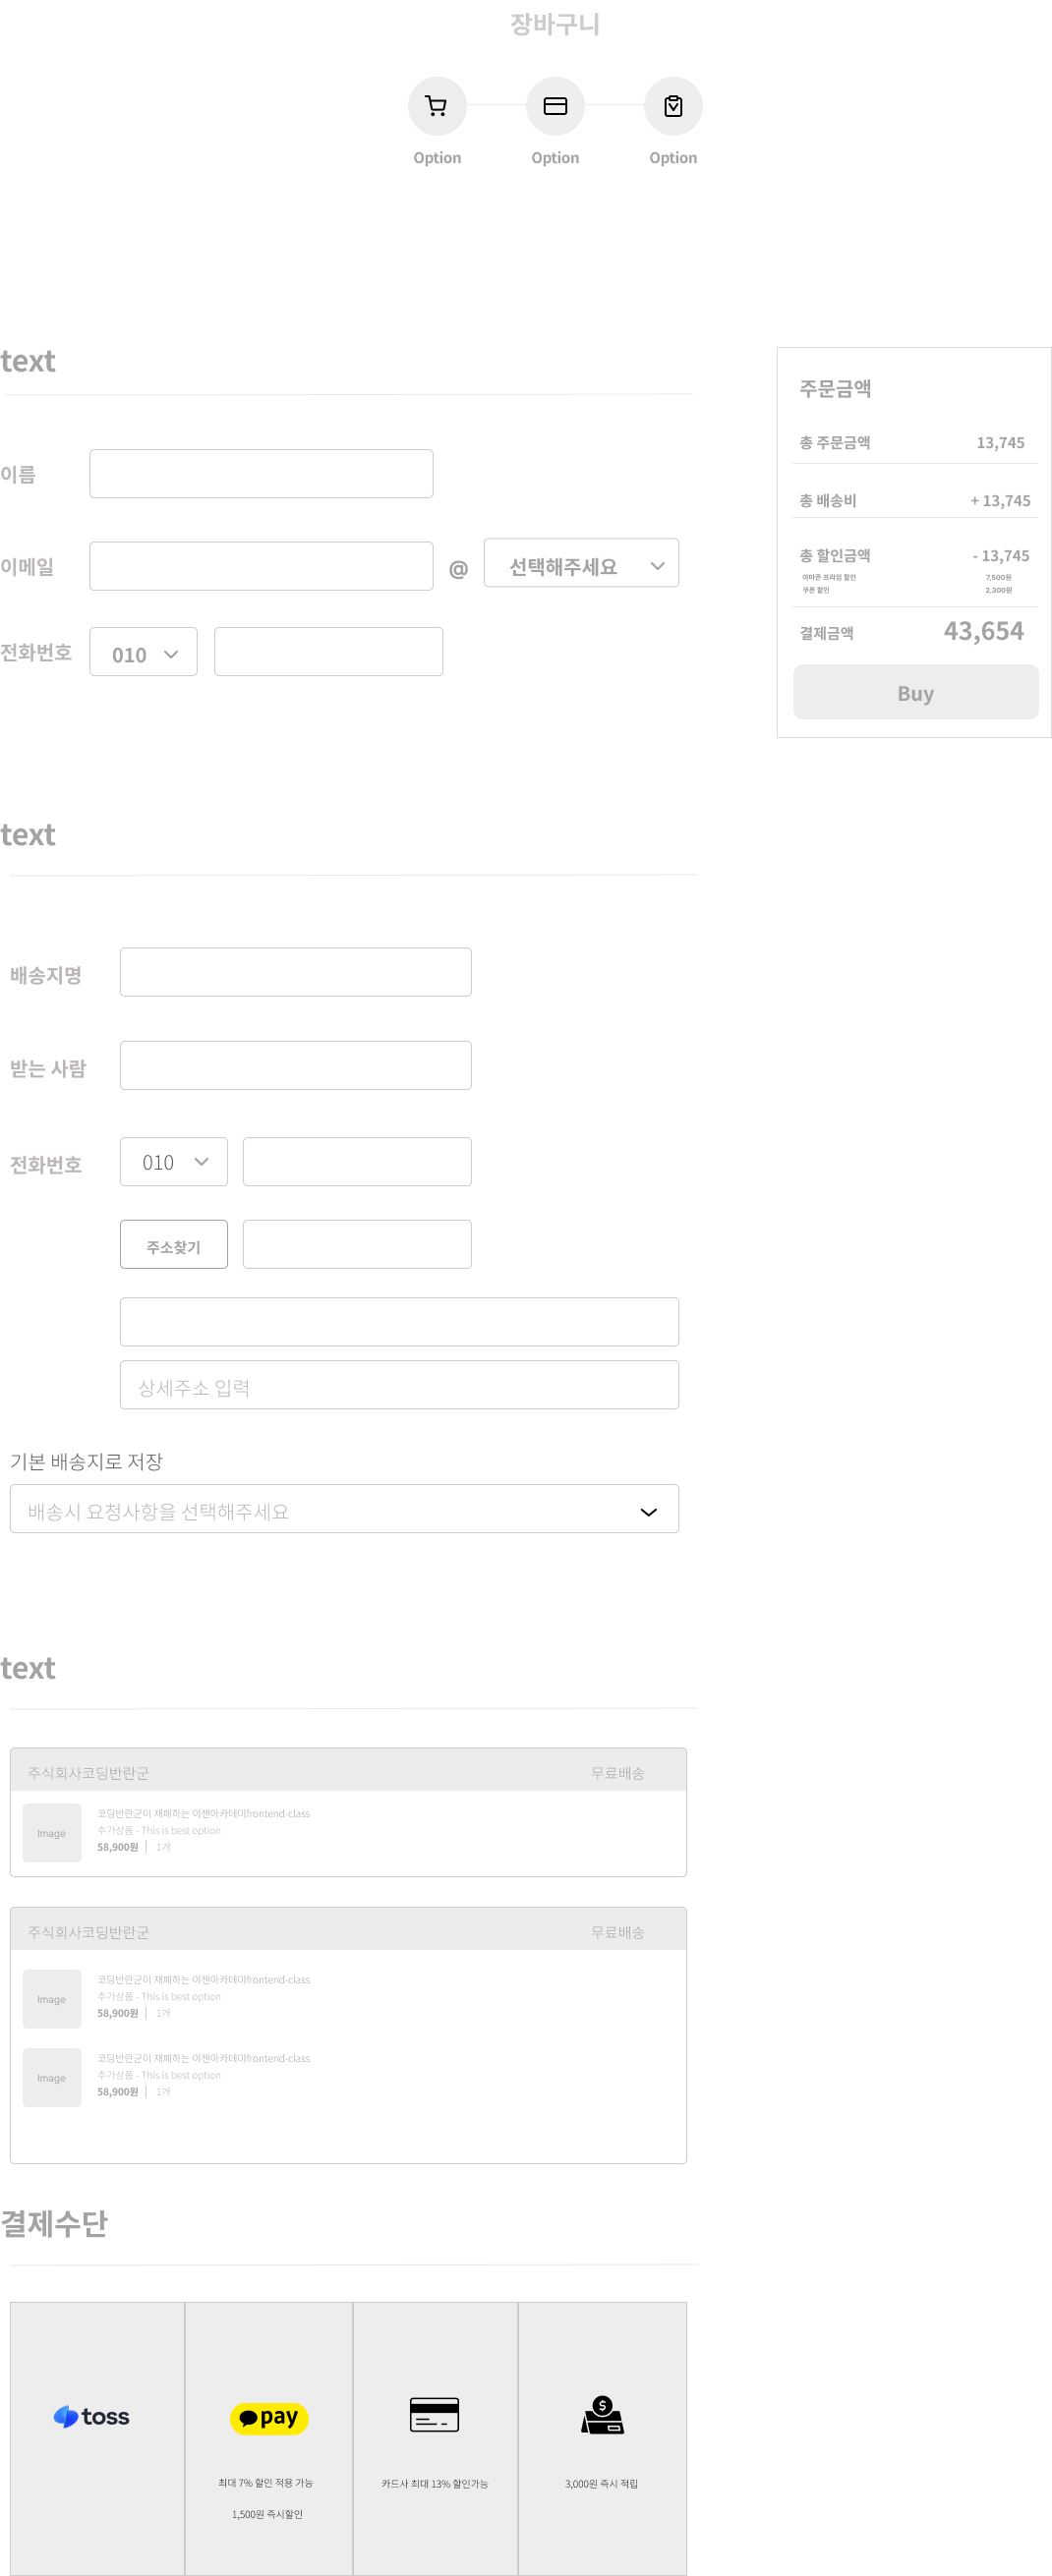 장바구니
Option
Option
Option
text
이름
이메일
@
선택해주세요
전화번호
010
주문금액
총 주문금액 13,745
총 배송비 + 13,745
총 할인금액 - 13,745
아마존 프라임 할인 7,500원
쿠폰 할인 2,300원
결제금액 43,654
Buy
text
배송지명
받는 사람
전화번호
010
주소찾기
상세주소 입력
기본 배송지로 저장
배송시 요청사항을 선택해주세요
text
주식회사코딩반란군 무료배송
Image
코딩반란군이 재패하는 이젠아카데미frontend-class
추가상품 - This is best option
58,900원 | 1개
주식회사코딩반란군 무료배송
Image
코딩반란군이 재패하는 이젠아카데미frontend-class
추가상품 - This is best option
58,900원 | 1개
Image
코딩반란군이 재패하는 이젠아카데미frontend-class
추가상품 - This is best option
58,900원 | 1개
결제수단
toss
pay
최대 7% 할인 적용 가능
1,500원 즉시할인
카드사 최대 13% 할인가능
3,000원 즉시 적립